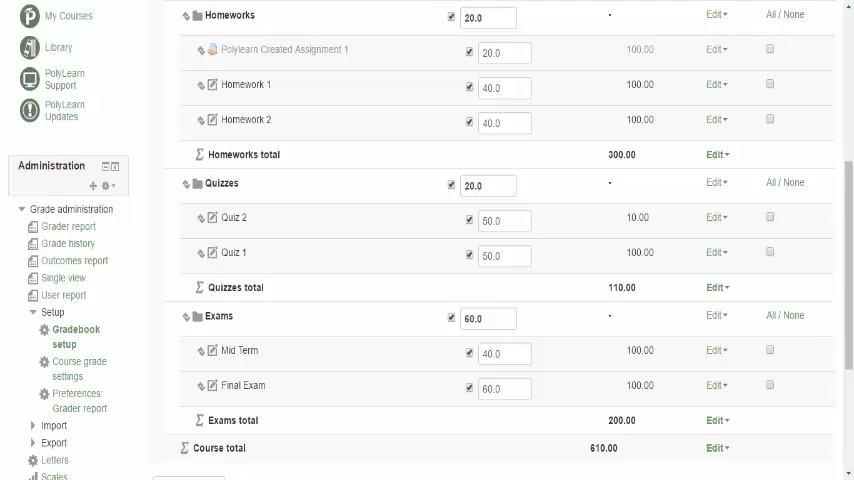 My Courses
Library
PolyLearn
Support
PolyLearn
Updates
Administration
Grade administration
Grader report
Grade history
Outcomes report
Single view
User report
Setup
Gradebook
setup
Course grade
settings
Preferences:
Grader report
Import
Export
Letters
Scales
Homeworks 20.0 - Edit All / None
Polylearn Created Assignment 1 20.0 100.00 Edit
Homework 1 40.0 100.00 Edit
Homework 2 40.0 100.00 Edit
Homeworks total 300.00 Edit
Quizzes 20.0 - Edit All / None
Quiz 2 50.0 10.00 Edit
Quiz 1 50.0 100.00 Edit
Quizzes total 110.00 Edit
Exams 60.0 - Edit All / None
Mid Term 40.0 100.00 Edit
Final Exam 60.0 100.00 Edit
Exams total 200.00 Edit
Course total 610.00 Edit